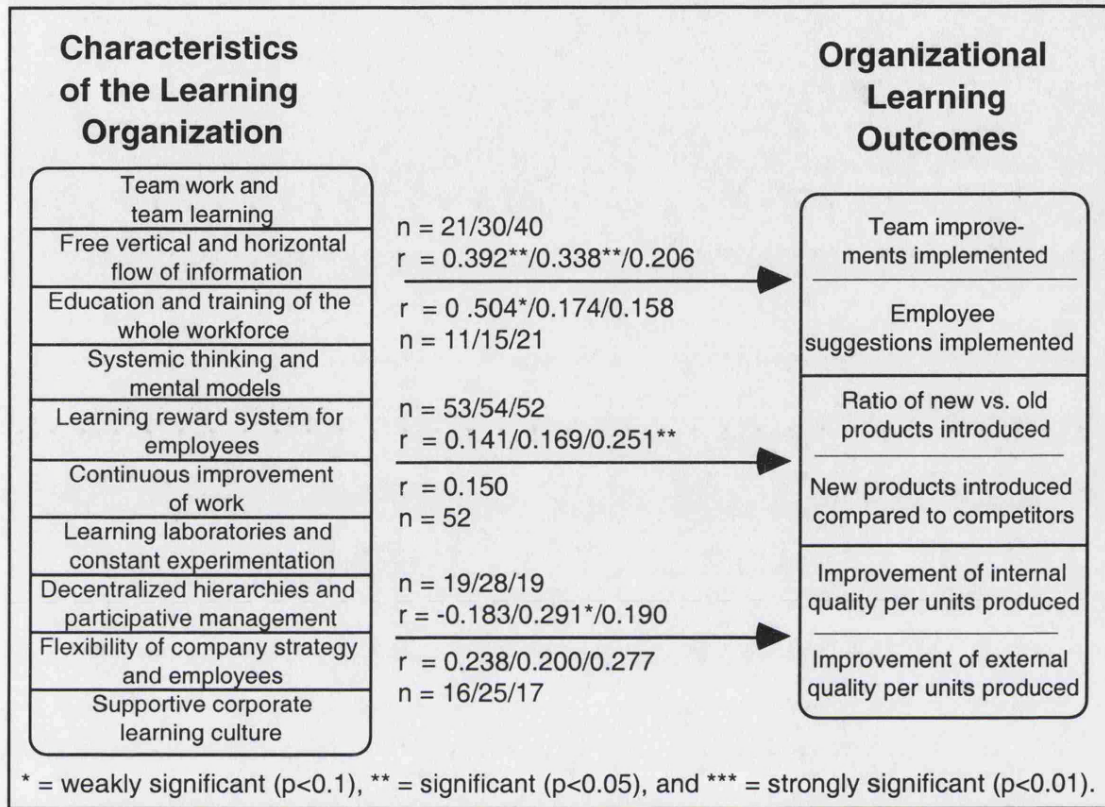 Characteristics
of the Learning
Organization
Team work and
team learning
Free vertical and horizontal
flow of information
Education and training of the
whole workforce
Systemic thinking and
mental models
Learning reward system for
employees
Continuous improvement
of work
Learning laboratories and
constant experimentation
Decentralized hierarchies and
participative management
Flexibility of company strategy
and employees
Supportive corporate
learning culture
n = 21/30/40
r = 0.392**/0.338**/0.206
r = 0 .504*/0.174/0.158
n = 11/15/21
n = 53/54/52
r = 0.141/0.169/0.251**
r = 0.150
n = 52
n = 19/28/19
r = -0.183/0.291*/0.190
r = 0.238/0.200/0.277
n = 16/25/17
Organizational
Learning
Outcomes
Team improve-
ments implemented
Employee
suggestions implemented
Ratio of new vs. old
products introduced
New products introduced
compared to competitors
Improvement of internal
quality per units produced
Improvement of external
quality per units produced
* = weakly significant (p<0.1), ** = significant (p<0.05), and *** = strongly significant (p<0.01).